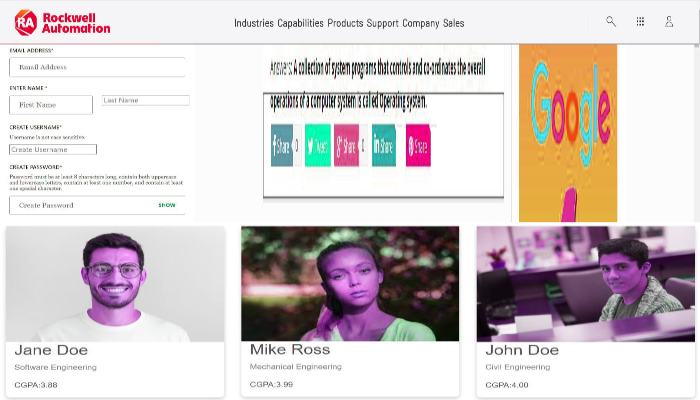 Rockwell
Automation
Industries Capabilities Products Support Company Sales
EMAIL ADDRESS*
Email Address
ENTER NAME *
First Name
Last Name
CREATE USERNAME*
Username is not case sensitive.
Create Username
CREATE PASSWORD*
Password must be at least 8 characters long, contain both uppercase
and lowercase letters, contain at least one number, and contain at least
one special character.
Create Password SHOW
Answers: A collection of system programs that controls and co-ordinates the overall
operations of a computer system is called Operating system.
Share 0 Tweet Share Share Share
Google
Jane Doe
Software Engineering
CGPA:3.88
Mike Ross
Mechanical Engineering
CGPA:3.99
John Doe
Civil Engineering
CGPA:4.00